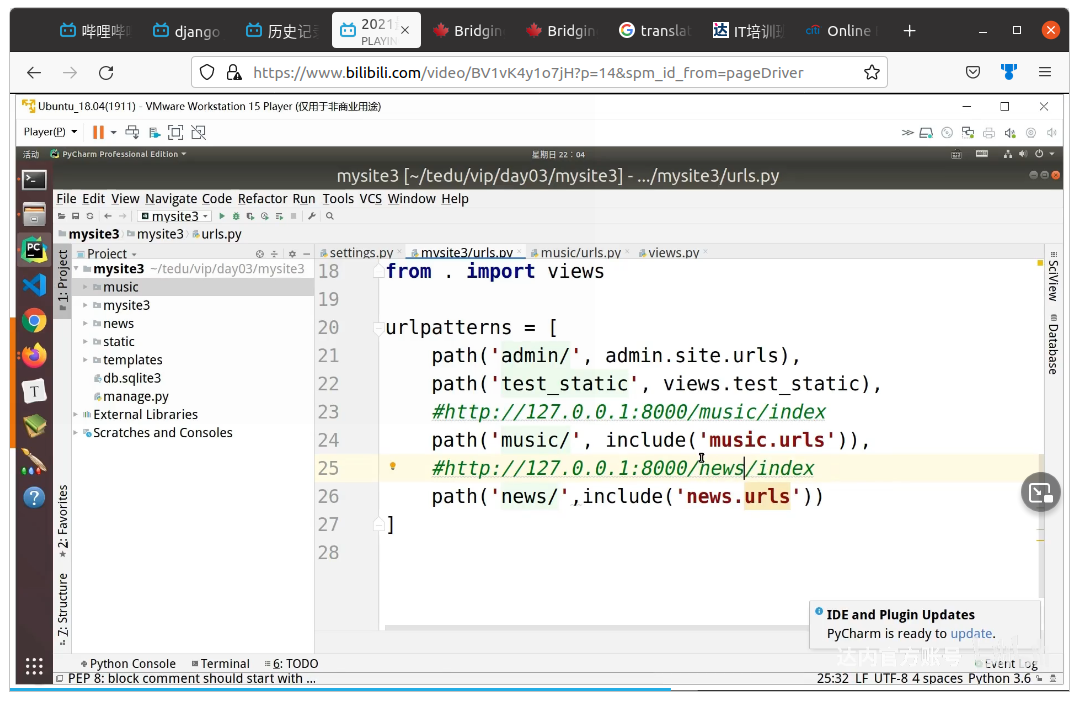 哔哩哔
django
历史记
2021
PLAYIN
Bridgin
Bridgin
translat
达 IT培训
citi Online
https://www.bilibili.com/video/BV1vK4y1o7jH?p=14&spm_id_from=pageDriver
Ubuntu_18.04(1911) - VMware Workstation 15 Player (仅用于非商业用途)
Player(P)
活动 PyCharm Professional Edition 星期日 22:04
mysite3 [~/tedu/vip/day03/mysite3] - .../mysite3/urls.py
File Edit View Navigate Code Refactor Run Tools VCS Window Help
mysite3
mysite3 mysite3 urls.py
Project
settings.py mysite3/urls.py music/urls.py views.py
1: Project
mysite3 ~/tedu/vip/day03/mysite3
music
mysite3
news
static
templates
db.sqlite3
manage.py
External Libraries
Scratches and Consoles
18 from . import views
19
20 urlpatterns = [
21 path('admin/', admin.site.urls),
22 path('test_static', views.test_static),
23 #http://127.0.0.1:8000/music/index
24 path('music/', include('music.urls')),
25 #http://127.0.0.1:8000/news/index
26 path('news/',include('news.urls'))
27 ]
28
SciView
Database
2: Favorites
Z: Structure
IDE and Plugin Updates
PyCharm is ready to update.
达内官方账号
Python Console Terminal 6: TODO Event Log
PEP 8: block comment should start with ... 25:32 LF UTF-8 4 spaces Python 3.6